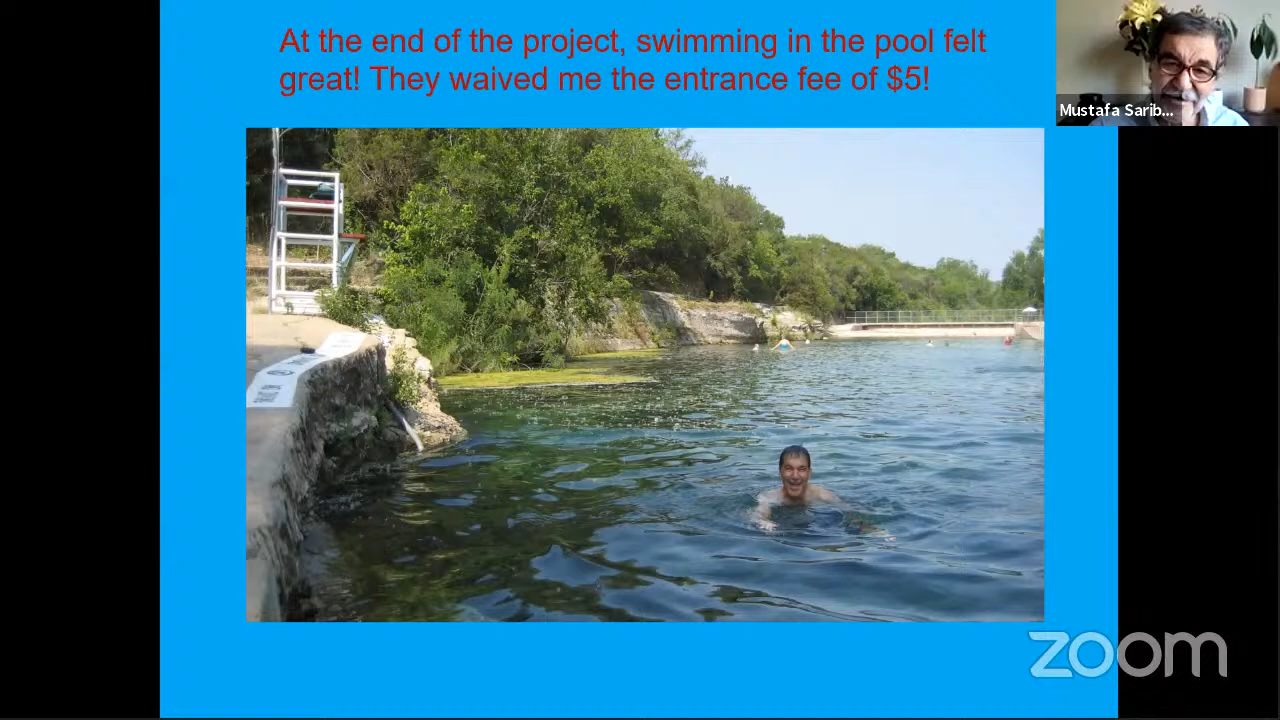 At the end of the project, swimming in the pool felt
great! They waived me the entrance fee of $5!
Mustafa Sarib...
zoom